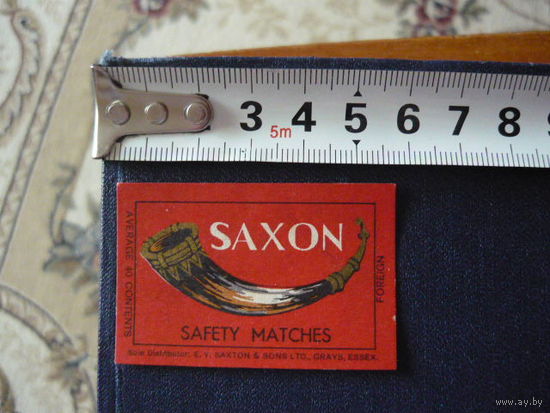 3 5m 4 5 6 7 8 9
SAXON
AVERAGE 40 CONTENTS
FOREIGN
SAFETY MATCHES
Sole Distributor: E. V. SAXTON & SONS LTD., GRAYS, ESSEX.
www.ay.by